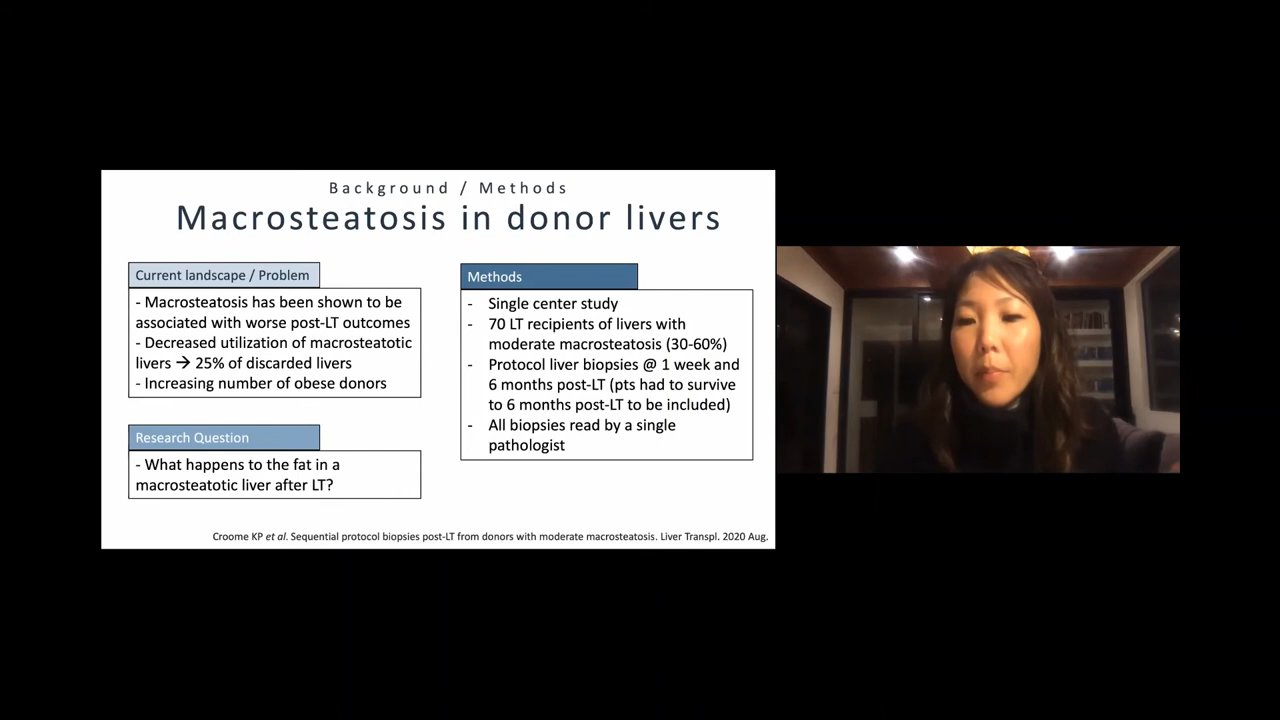 Background / Methods
Macrosteatosis in donor livers
Current landscape / Problem
- Macrosteatosis has been shown to be
associated with worse post-LT outcomes
- Decreased utilization of macrosteatotic
livers → 25% of discarded livers
- Increasing number of obese donors
Research Question
- What happens to the fat in a
macrosteatotic liver after LT?
Methods
- Single center study
- 70 LT recipients of livers with
moderate macrosteatosis (30-60%)
- Protocol liver biopsies @ 1 week and
6 months post-LT (pts had to survive
to 6 months post-LT to be included)
- All biopsies read by a single
pathologist
Croome KP et al. Sequential protocol biopsies post-LT from donors with moderate macrosteatosis. Liver Transpl. 2020 Aug.